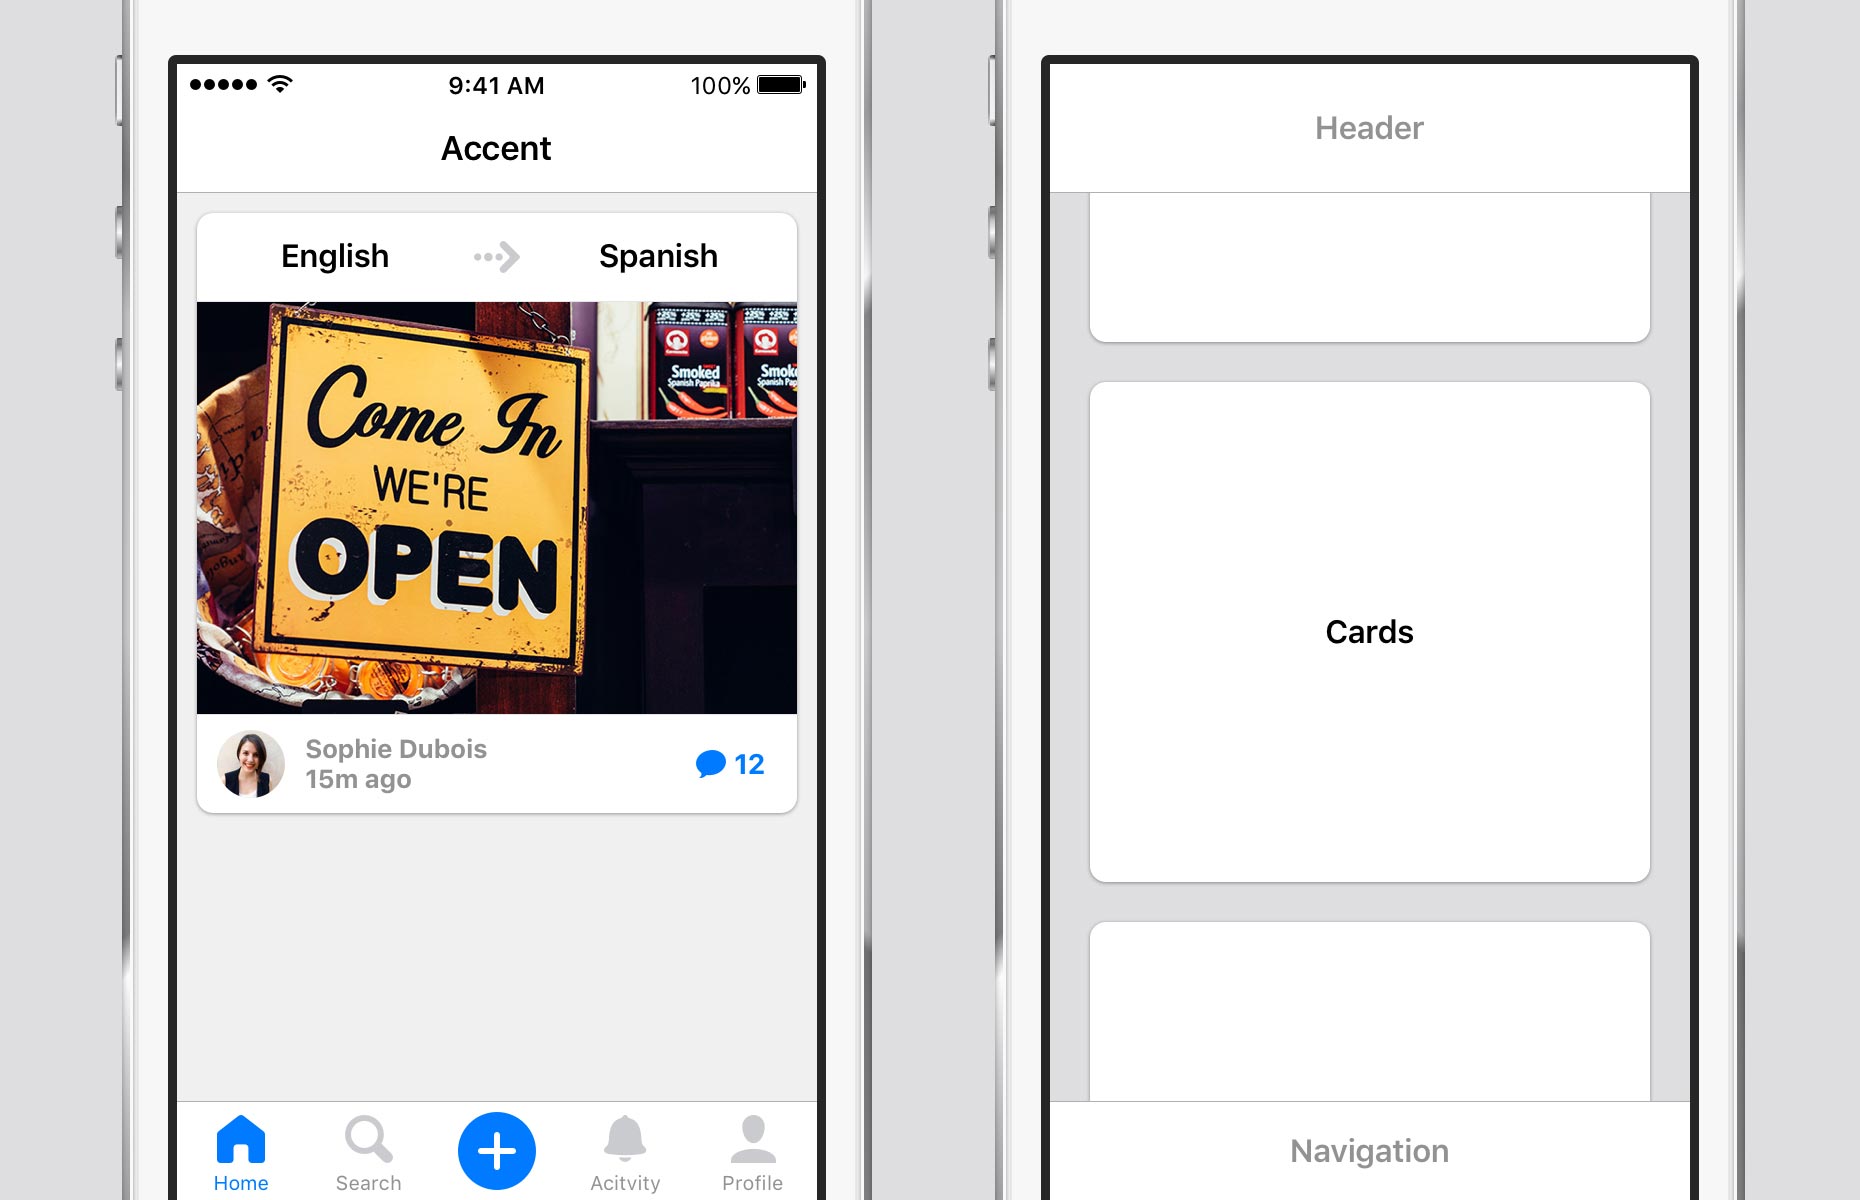 9:41 AM
100%
Accent
English
Spanish
Come In
WE'RE
OPEN
Smoked
Spanish Paprika
Smok
Spanish Pap
Sophie Dubois
15m ago
12
Home
Search
Acitvity
Profile
Header
Cards
Navigation